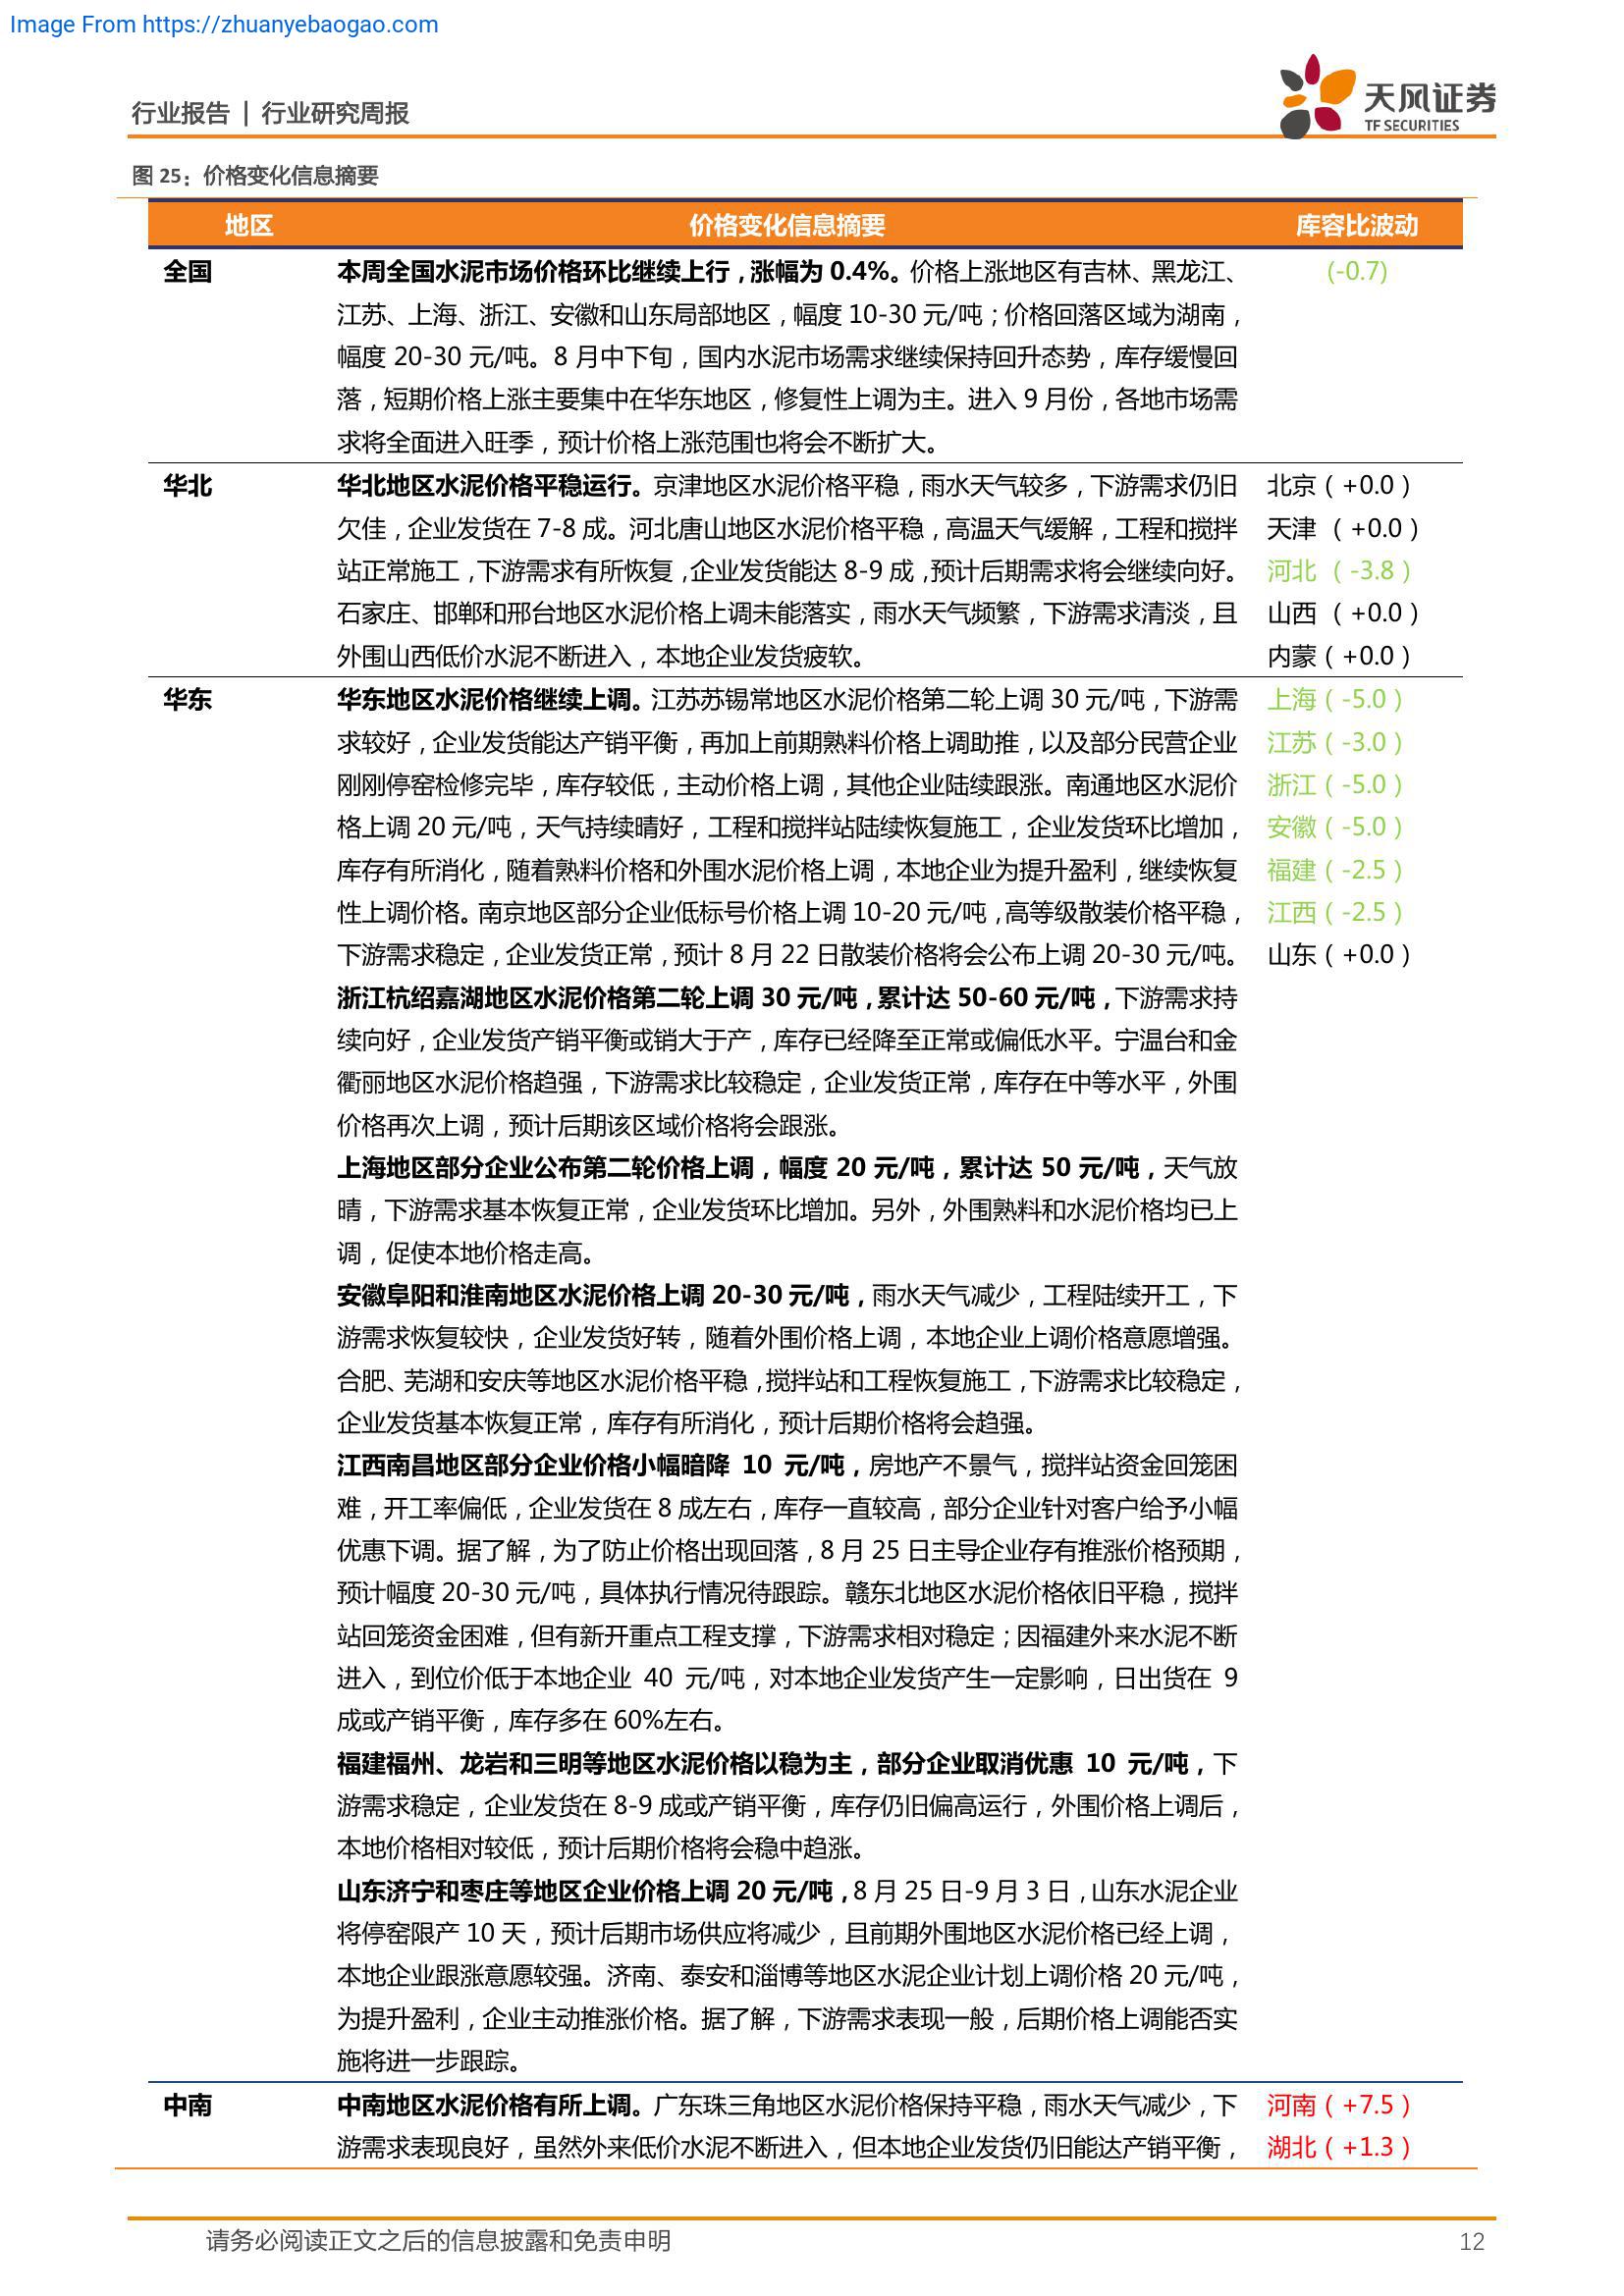 Image From https://zhuanyebaogao.com
行业报告 | 行业研究周报
天风证券
TF SECURITIES
图 25：价格变化信息摘要
地区 价格变化信息摘要 库容比波动
全国 本周全国水泥市场价格环比继续上行，涨幅为 0.4%。价格上涨地区有吉林、黑龙江、 (-0.7)
江苏、上海、浙江、安徽和山东局部地区，幅度 10-30 元/吨；价格回落区域为湖南，
幅度 20-30 元/吨。8 月中下旬，国内水泥市场需求继续保持回升态势，库存缓慢回
落，短期价格上涨主要集中在华东地区，修复性上调为主。进入 9 月份，各地市场需
求将全面进入旺季，预计价格上涨范围也将会不断扩大。
华北 华北地区水泥价格平稳运行。京津地区水泥价格平稳，雨水天气较多，下游需求仍旧 北京（+0.0）
欠佳，企业发货在 7-8 成。河北唐山地区水泥价格平稳，高温天气缓解，工程和搅拌 天津（+0.0）
站正常施工，下游需求有所恢复，企业发货能达 8-9 成，预计后期需求将会继续向好。 河北（-3.8）
石家庄、邯郸和邢台地区水泥价格上调未能落实，雨水天气频繁，下游需求清淡，且 山西（+0.0）
外围山西低价水泥不断进入，本地企业发货疲软。 内蒙（+0.0）
华东 华东地区水泥价格继续上调。江苏苏锡常地区水泥价格第二轮上调 30 元/吨，下游需 上海（-5.0）
求较好，企业发货能达产销平衡，再加上前期熟料价格上调助推，以及部分民营企业 江苏（-3.0）
刚刚停窑检修完毕，库存较低，主动价格上调，其他企业陆续跟涨。南通地区水泥价 浙江（-5.0）
格上调 20 元/吨，天气持续晴好，工程和搅拌站陆续恢复施工，企业发货环比增加， 安徽（-5.0）
库存有所消化，随着熟料价格和外围水泥价格上调，本地企业为提升盈利，继续恢复 福建（-2.5）
性上调价格。南京地区部分企业低标号价格上调 10-20 元/吨，高等级散装价格平稳， 江西（-2.5）
下游需求稳定，企业发货正常，预计 8 月 22 日散装价格将会公布上调 20-30 元/吨。 山东（+0.0）
浙江杭绍嘉湖地区水泥价格第二轮上调 30 元/吨，累计达 50-60 元/吨，下游需求持
续向好，企业发货产销平衡或销大于产，库存已经降至正常或偏低水平。宁温台和金
衢丽地区水泥价格趋强，下游需求比较稳定，企业发货正常，库存在中等水平，外围
价格再次上调，预计后期该区域价格将会跟涨。
上海地区部分企业公布第二轮价格上调，幅度 20 元/吨，累计达 50 元/吨，天气放
晴，下游需求基本恢复正常，企业发货环比增加。另外，外围熟料和水泥价格均已上
调，促使本地价格走高。
安徽阜阳和淮南地区水泥价格上调 20-30 元/吨，雨水天气减少，工程陆续开工，下
游需求恢复较快，企业发货好转，随着外围价格上调，本地企业上调价格意愿增强。
合肥、芜湖和安庆等地区水泥价格平稳，搅拌站和工程恢复施工，下游需求比较稳定，
企业发货基本恢复正常，库存有所消化，预计后期价格将会趋强。
江西南昌地区部分企业价格小幅暗降 10 元/吨，房地产不景气，搅拌站资金回笼困
难，开工率偏低，企业发货在 8 成左右，库存一直较高，部分企业针对客户给予小幅
优惠下调。据了解，为了防止价格出现回落，8 月 25 日主导企业存有推涨价格预期，
预计幅度 20-30 元/吨，具体执行情况待跟踪。赣东北地区水泥价格依旧平稳，搅拌
站回笼资金困难，但有新开重点工程支撑，下游需求相对稳定；因福建外来水泥不断
进入，到位价低于本地企业 40 元/吨，对本地企业发货产生一定影响，日出货在 9
成或产销平衡，库存多在 60%左右。
福建福州、龙岩和三明等地区水泥价格以稳为主，部分企业取消优惠 10 元/吨，下
游需求稳定，企业发货在 8-9 成或产销平衡，库存仍旧偏高运行，外围价格上调后，
本地价格相对较低，预计后期价格将会稳中趋涨。
山东济宁和枣庄等地区企业价格上调 20 元/吨，8 月 25 日-9 月 3 日，山东水泥企业
将停窑限产 10 天，预计后期市场供应将减少，且前期外围地区水泥价格已经上调，
本地企业跟涨意愿较强。济南、泰安和淄博等地区水泥企业计划上调价格 20 元/吨，
为提升盈利，企业主动推涨价格。据了解，下游需求表现一般，后期价格上调能否实
施将进一步跟踪。
中南 中南地区水泥价格有所上调。广东珠三角地区水泥价格保持平稳，雨水天气减少，下 河南（+7.5）
游需求表现良好，虽然外来低价水泥不断进入，但本地企业发货仍旧能达产销平衡， 湖北（+1.3）
请务必阅读正文之后的信息披露和免责申明 12